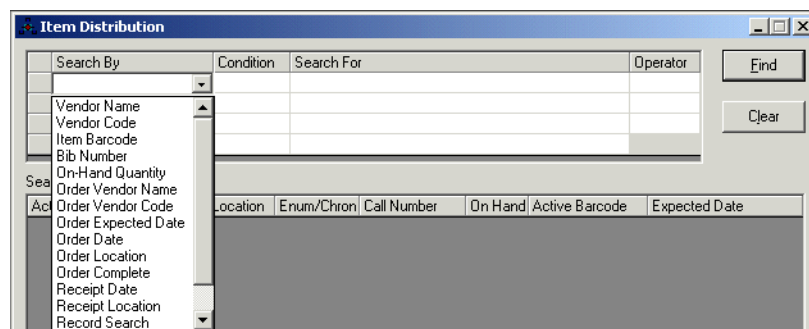 Item Distribution
Search By Condition Search For Operator
Find
Clear
Vendor Name
Vendor Code
Item Barcode
Bib Number
On-Hand Quantity
Order Vendor Name
Order Vendor Code
Order Expected Date
Order Date
Order Location
Order Complete
Receipt Date
Receipt Location
Record Search
Sea
Act Location Enum/Chron Call Number On Hand Active Barcode Expected Date